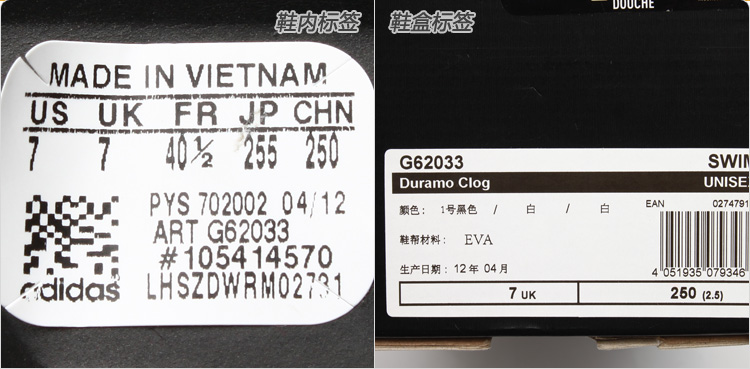 鞋内标签
MADE IN VIETNAM
US UK FR JP CHN
7 7 40½ 255 250
PYS 702002 04/12
ART G62033
#105414570
adidas LHSZDWRM02731
鞋盒标签
DOUCHE
G62033 SWIM
Duramo Clog UNISEX
颜色: 1号黑色 / 白 / 白 EAN 0274791
鞋帮材料: EVA
生产日期: 12年 04月 4 051935 079346
7 UK 250 (2.5)